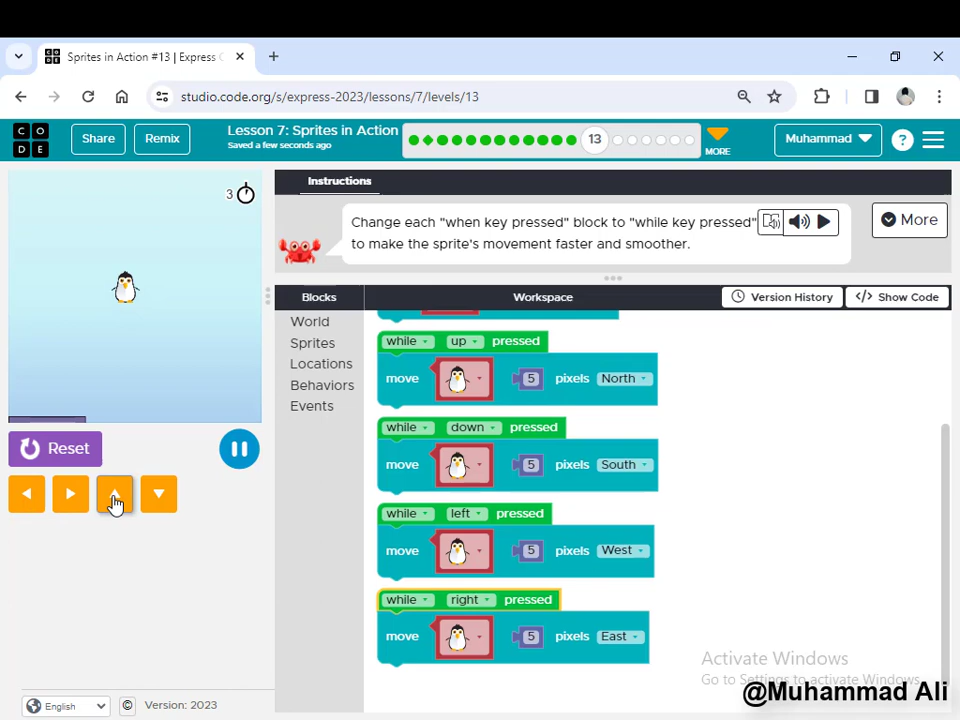 Sprites in Action #13 | Express C
studio.code.org/s/express-2023/lessons/7/levels/13
C O
D E
Share
Remix
Lesson 7: Sprites in Action
Saved a few seconds ago
13
MORE
Muhammad
?
Instructions
3
Change each "when key pressed" block to "while key pressed"
to make the sprite's movement faster and smoother.
More
Blocks
Workspace
Version History
</> Show Code
World
Sprites
Locations
Behaviors
Events
while up pressed
move 5 pixels North
while down pressed
move 5 pixels South
while left pressed
move 5 pixels West
while right pressed
move 5 pixels East
Reset
English
©
Version: 2023
Activate Windows
Go to Settings to activate Windows.
@Muhammad Ali